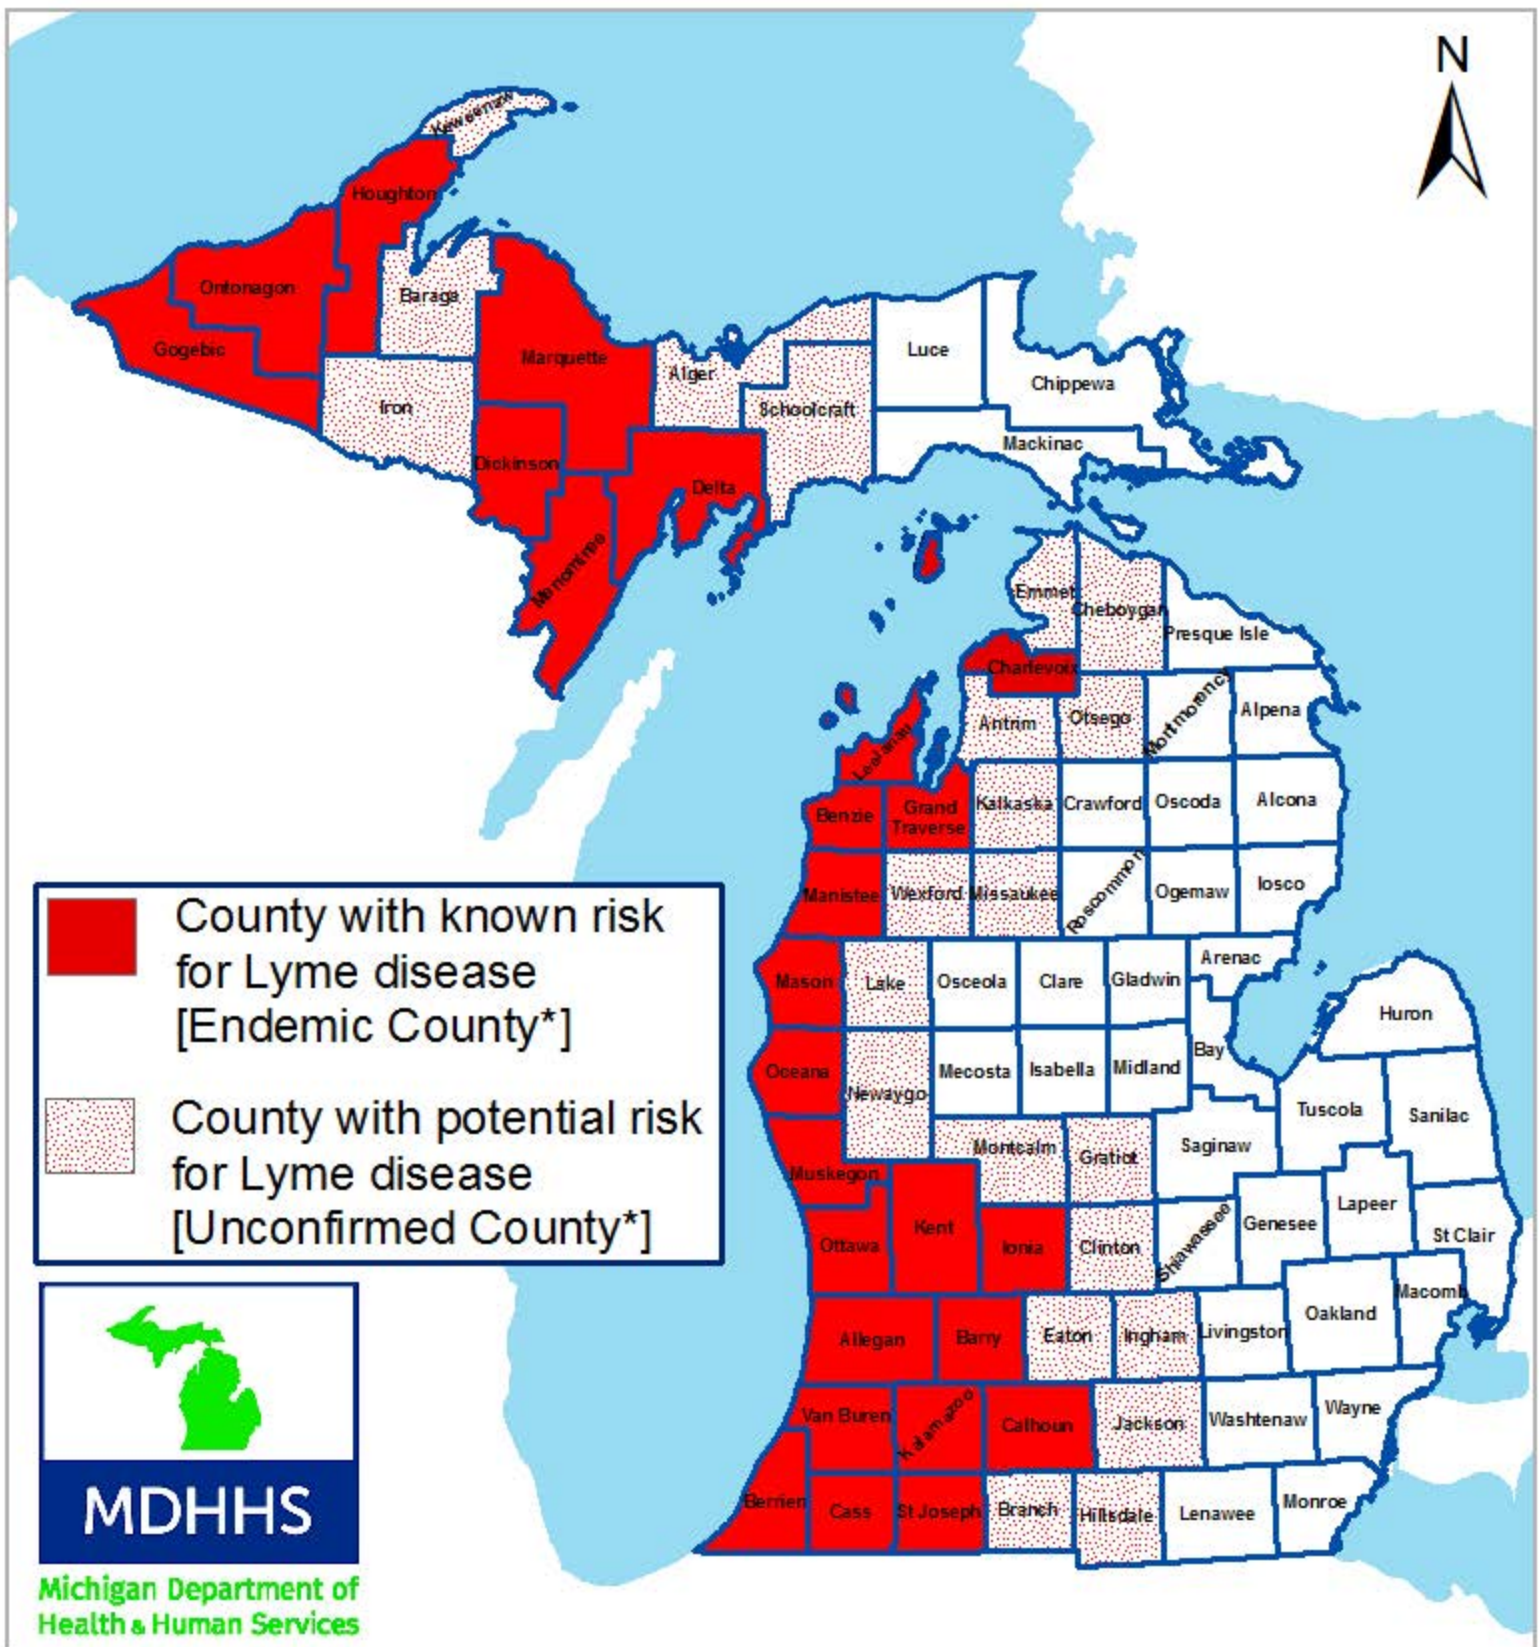 N
Keweenaw
Houghton
Ontonagon
Baraga
Gogebic
Marquette
Luce
Alger
Chippewa
Iron
Schoolcraft
Mackinac
Dickinson
Delta
Menominee
Emmet
Cheboygan
Presque Isle
Charlevoix
Antrim
Otsego
Montmorency
Alpena
Leelanau
Benzie
Grand
Traverse
Kalkaska
Crawford
Oscoda
Alcona
Manistee
Wexford
Missaukee
Roscommon
Ogemaw
Iosco
Mason
Lake
Osceola
Clare
Gladwin
Arenac
Huron
Oceana
Newaygo
Mecosta
Isabella
Midland
Bay
Tuscola
Sanilac
Muskegon
Montcalm
Gratiot
Saginaw
Ottawa
Kent
Ionia
Clinton
Shiawassee
Genesee
Lapeer
St Clair
Allegan
Barry
Eaton
Ingham
Livingston
Oakland
Macomb
Van Buren
Kalamazoo
Calhoun
Jackson
Washtenaw
Wayne
Berrien
Cass
St Joseph
Branch
Hillsdale
Lenawee
Monroe
County with known risk
for Lyme disease
[Endemic County*]
County with potential risk
for Lyme disease
[Unconfirmed County*]
MDHHS
Michigan Department of
Health & Human Services